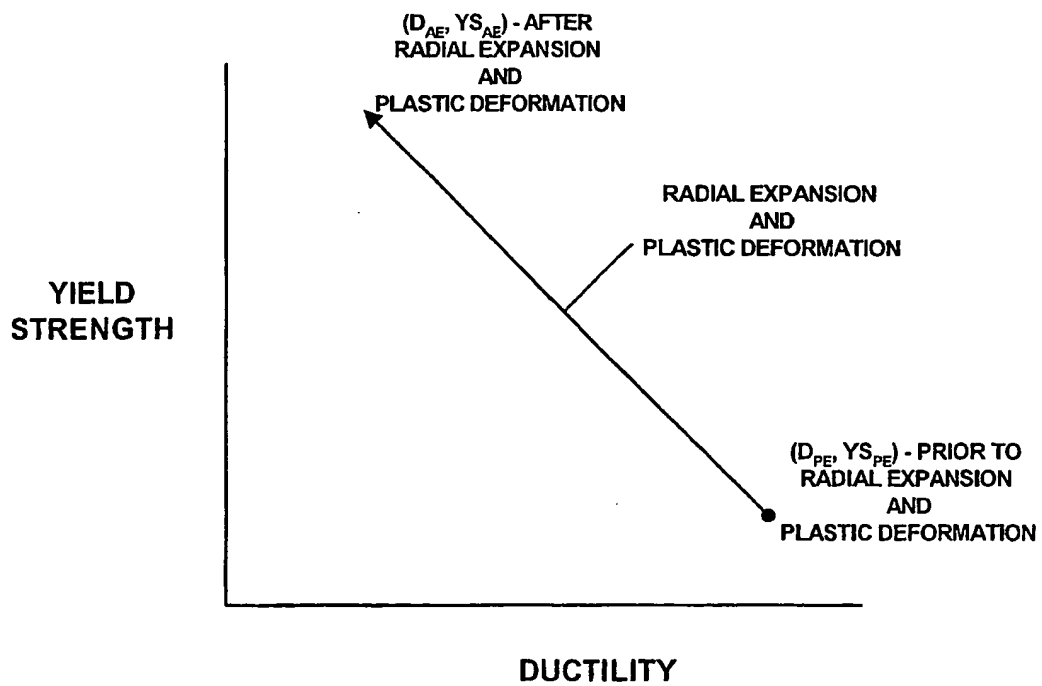 (D_AE, YS_AE) - AFTER
RADIAL EXPANSION
AND
PLASTIC DEFORMATION
RADIAL EXPANSION
AND
PLASTIC DEFORMATION
YIELD
STRENGTH
(D_PE, YS_PE) - PRIOR TO
RADIAL EXPANSION
AND
PLASTIC DEFORMATION
DUCTILITY